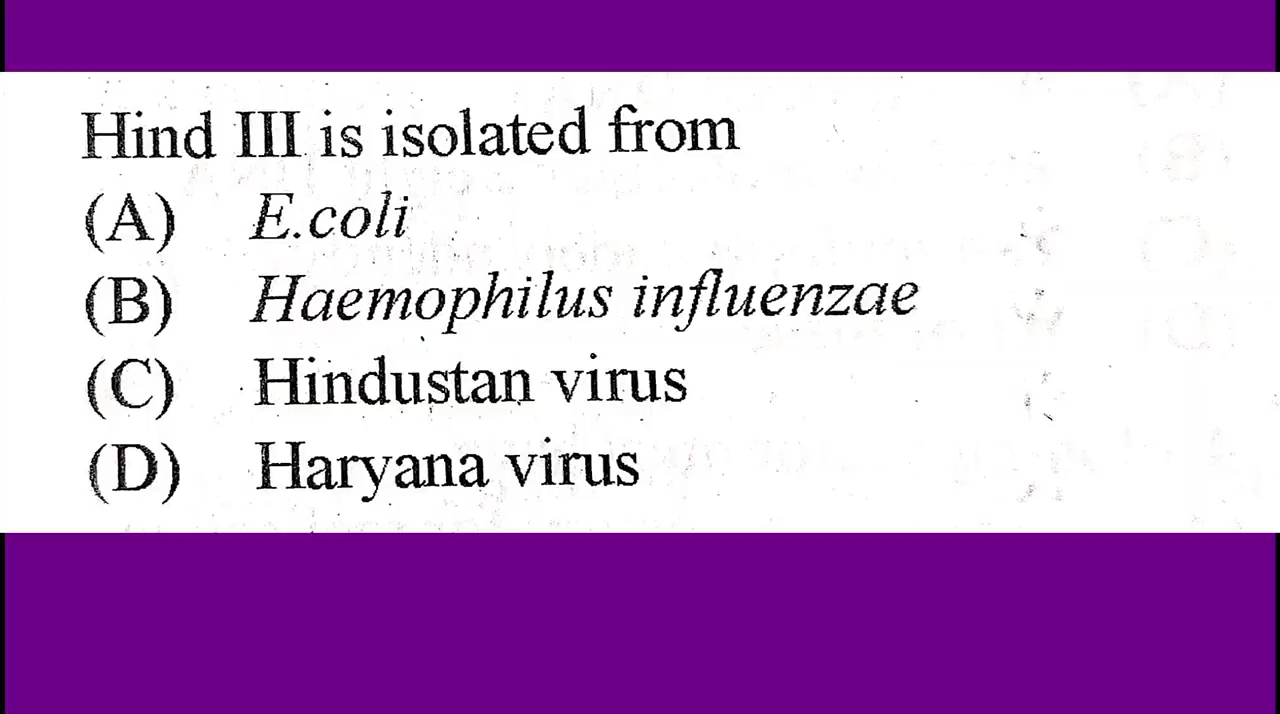 Hind III is isolated from
(A) E.coli
(B) Haemophilus influenzae
(C) Hindustan virus
(D) Haryana virus